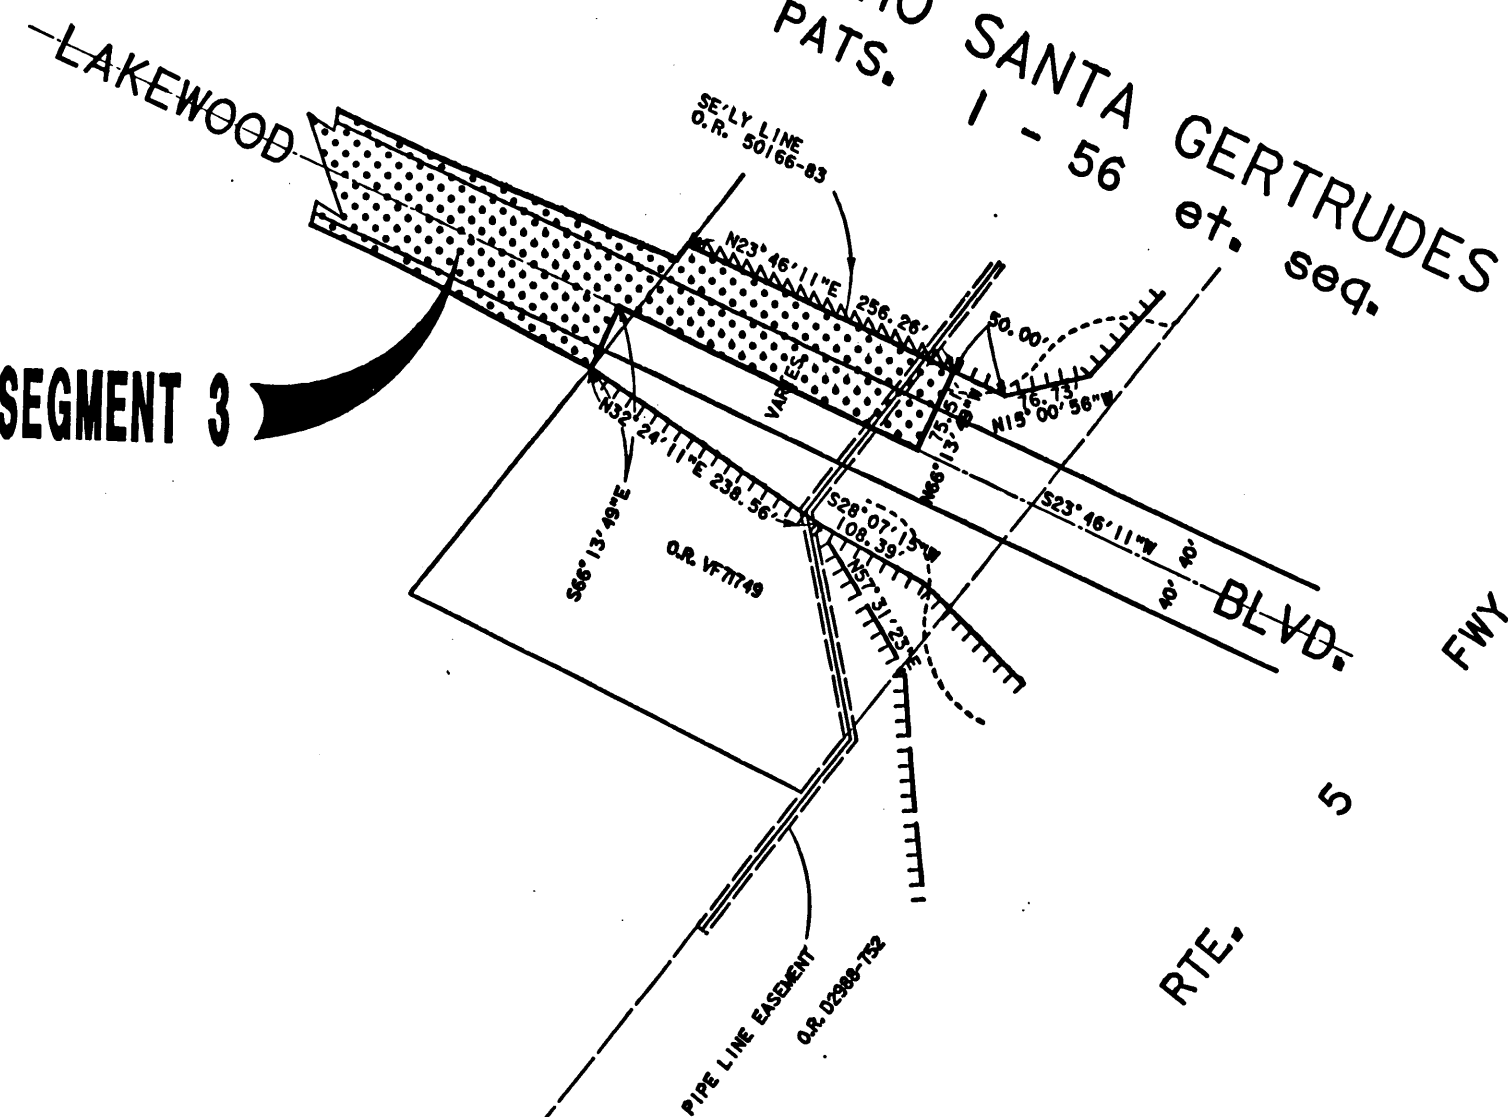 SANTA GERTRUDES
PATS. 1 - 56 et. seq.
LAKEWOOD
SE'LY LINE
O.R. 50166-83
N23°46'11"E 256.26'
50.00'
76.73'
N15°00'56"W
SEGMENT 3
VARIES
N32°24'11"E 238.56'
S66°13'49"E
O.R. VF71749
S28°07'15"W
108.39'
N57°31'23"E
S23°46'11"W
40'
40'
BLVD.
FWY
5
RTE.
PIPE LINE EASEMENT
O.R. D2988-752